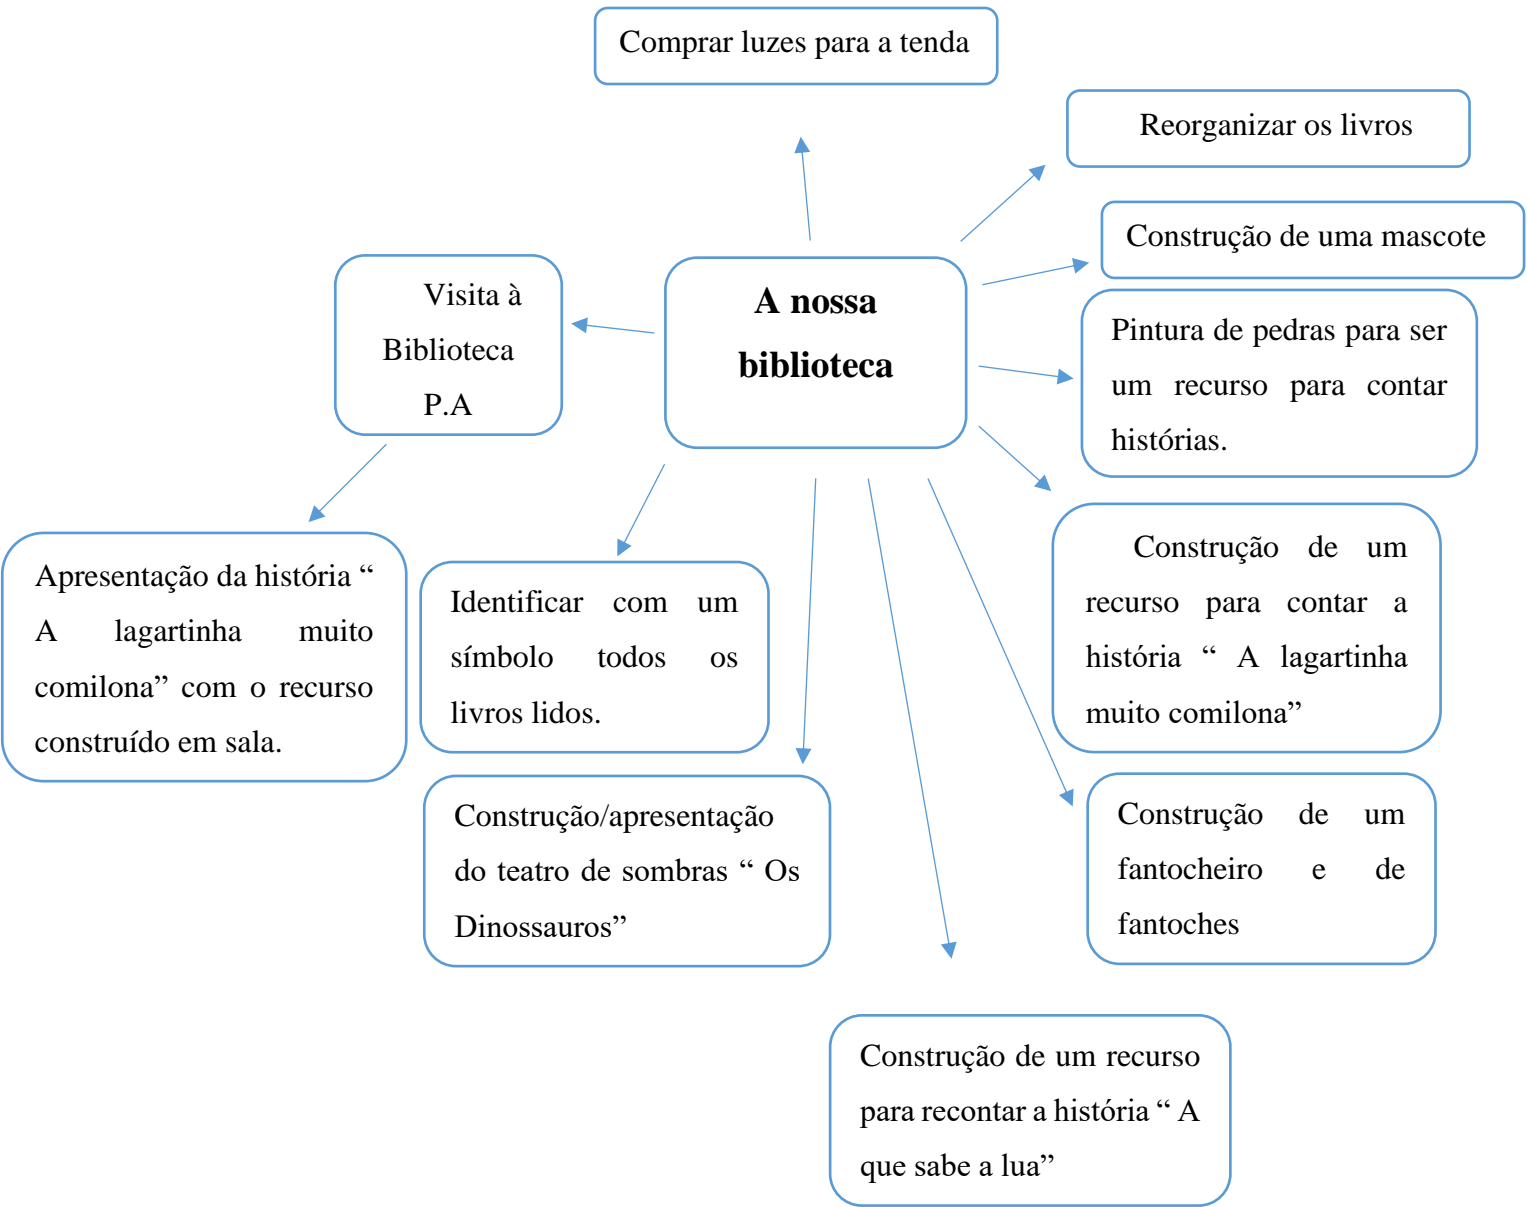 Comprar luzes para a tenda
Reorganizar os livros
Construção de uma mascote
Visita à
Biblioteca
P.A
A nossa
biblioteca
Pintura de pedras para ser
um recurso para contar
histórias.
Apresentação da história “
A lagartinha muito
comilona” com o recurso
construído em sala.
Identificar com um
símbolo todos os
livros lidos.
Construção de um
recurso para contar a
história “ A lagartinha
muito comilona”
Construção/apresentação
do teatro de sombras “ Os
Dinossauros”
Construção de um
fantocheiro e de
fantoches
Construção de um recurso
para recontar a história “ A
que sabe a lua”